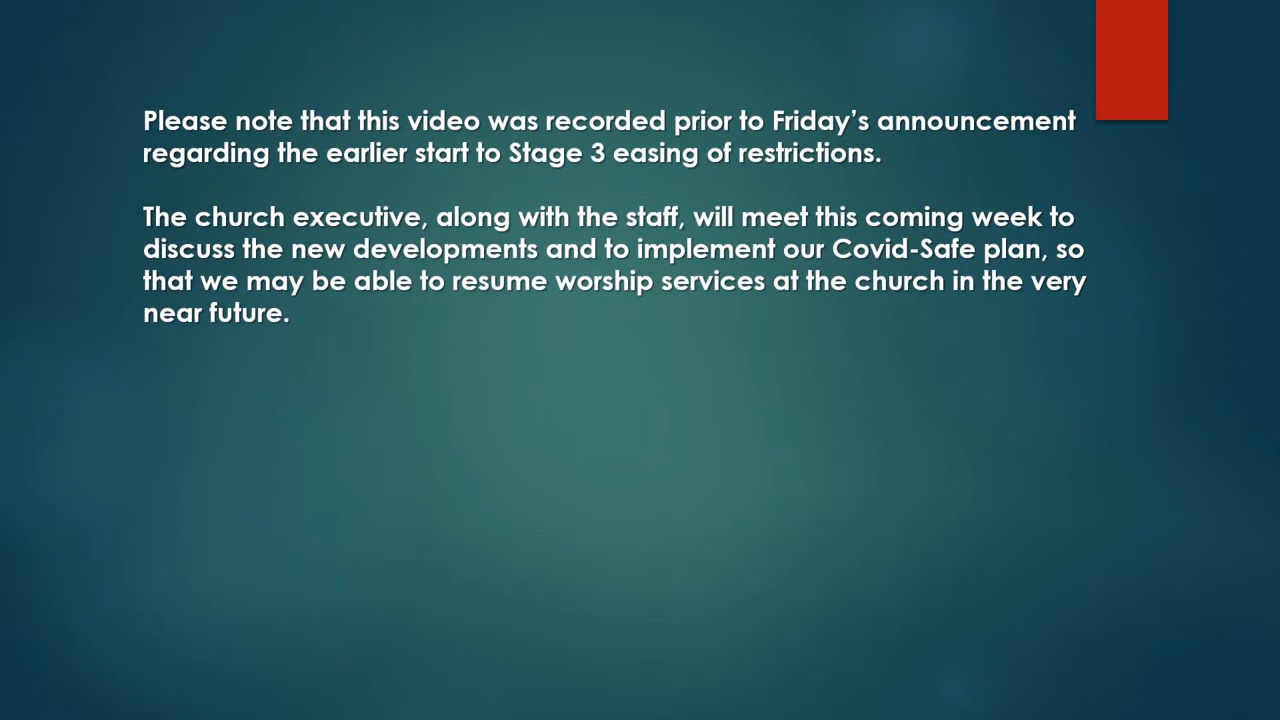 Please note that this video was recorded prior to Friday’s announcement
regarding the earlier start to Stage 3 easing of restrictions.
The church executive, along with the staff, will meet this coming week to
discuss the new developments and to implement our Covid-Safe plan, so
that we may be able to resume worship services at the church in the very
near future.